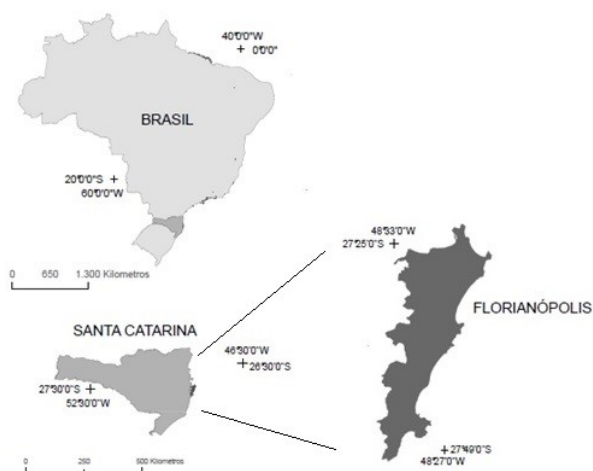 40°0'0"W
0°0'0"
BRASIL
20°0'0"S
60°0'0"W
0 650 1.300 Kilometros
48°33'0"W
27°25'0"S
FLORIANÓPOLIS
SANTA CATARINA
46°30'0"W
26°30'0"S
27°30'0"S
52°30'0"W
27°49'0"S
48°27'0"W
0 250 500 Kilometros